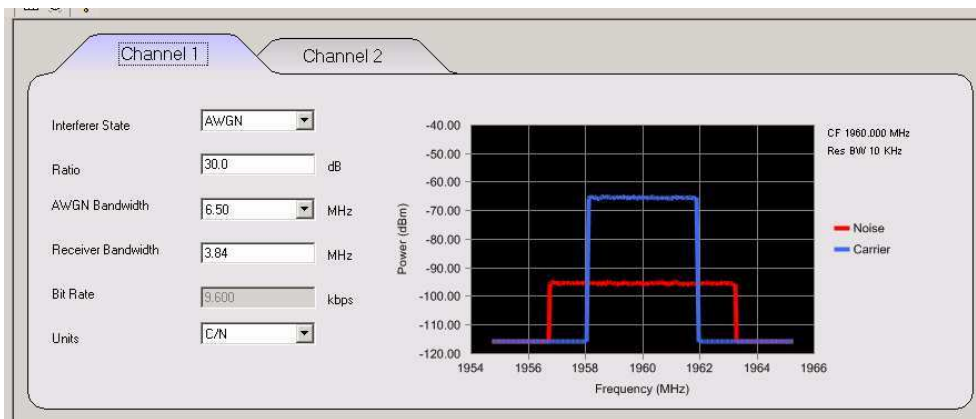 Channel 1
Channel 2
Interferer State
AWGN
Ratio
30.0
dB
AWGN Bandwidth
6.50
MHz
Receiver Bandwidth
3.84
MHz
Bit Rate
9.600
kbps
Units
C/N
Power (dBm)
-40.00
-50.00
-60.00
-70.00
-80.00
-90.00
-100.00
-110.00
-120.00
1954
1956
1958
1960
1962
1964
1966
Frequency (MHz)
CF 1960.000 MHz
Res BW 10 KHz
Noise
Carrier